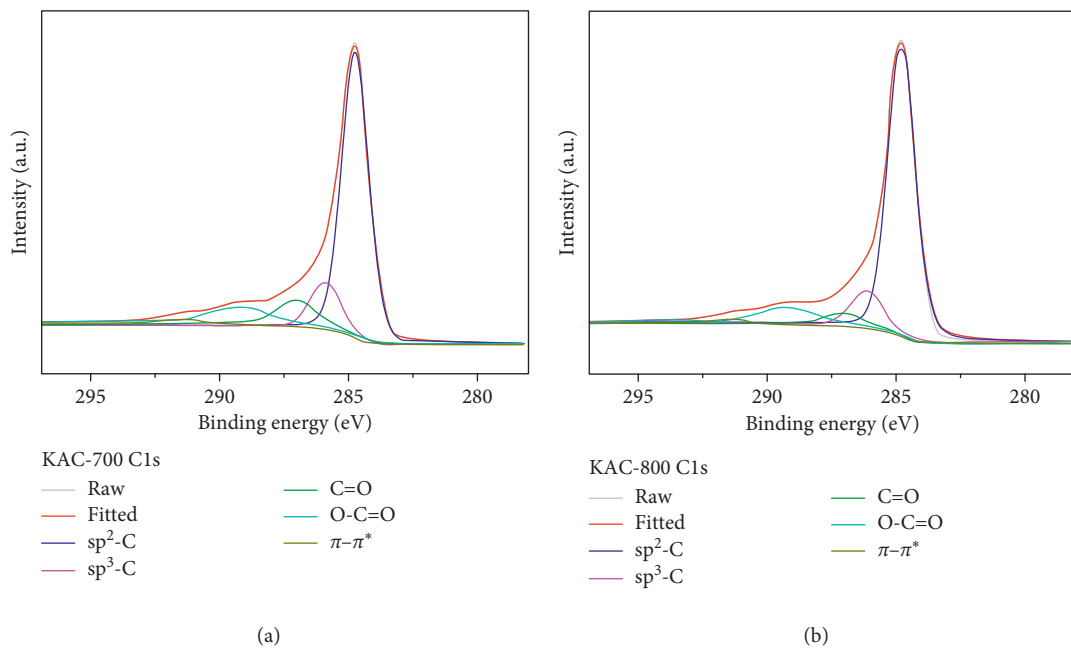 Intensity (a.u.)
295 290 285 280
Binding energy (eV)
KAC-700 C1s
Raw
Fitted
sp²-C
sp³-C
C=O
O-C=O
π–π*
(a)
Intensity (a.u.)
295 290 285 280
Binding energy (eV)
KAC-800 C1s
Raw
Fitted
sp²-C
sp³-C
C=O
O-C=O
π–π*
(b)